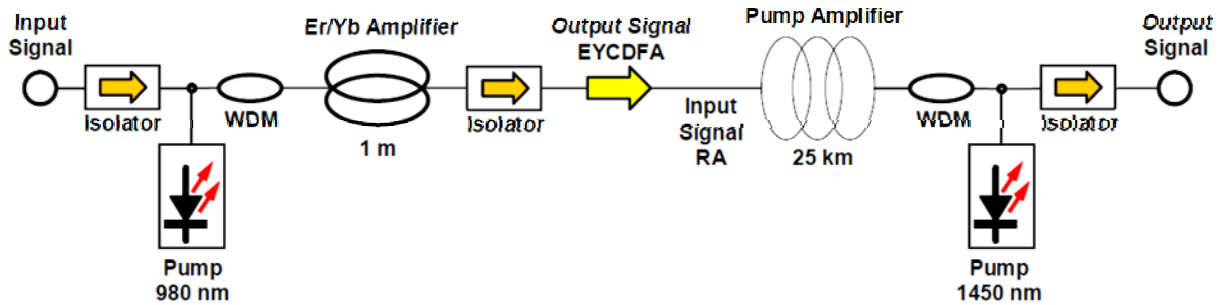 Input
Signal
Isolator
WDM
Pump
980 nm
Er/Yb Amplifier
1 m
Isolator
Output Signal
EYCDFA
Input
Signal
RA
Pump Amplifier
25 km
WDM
Pump
1450 nm
Isolator
Output
Signal